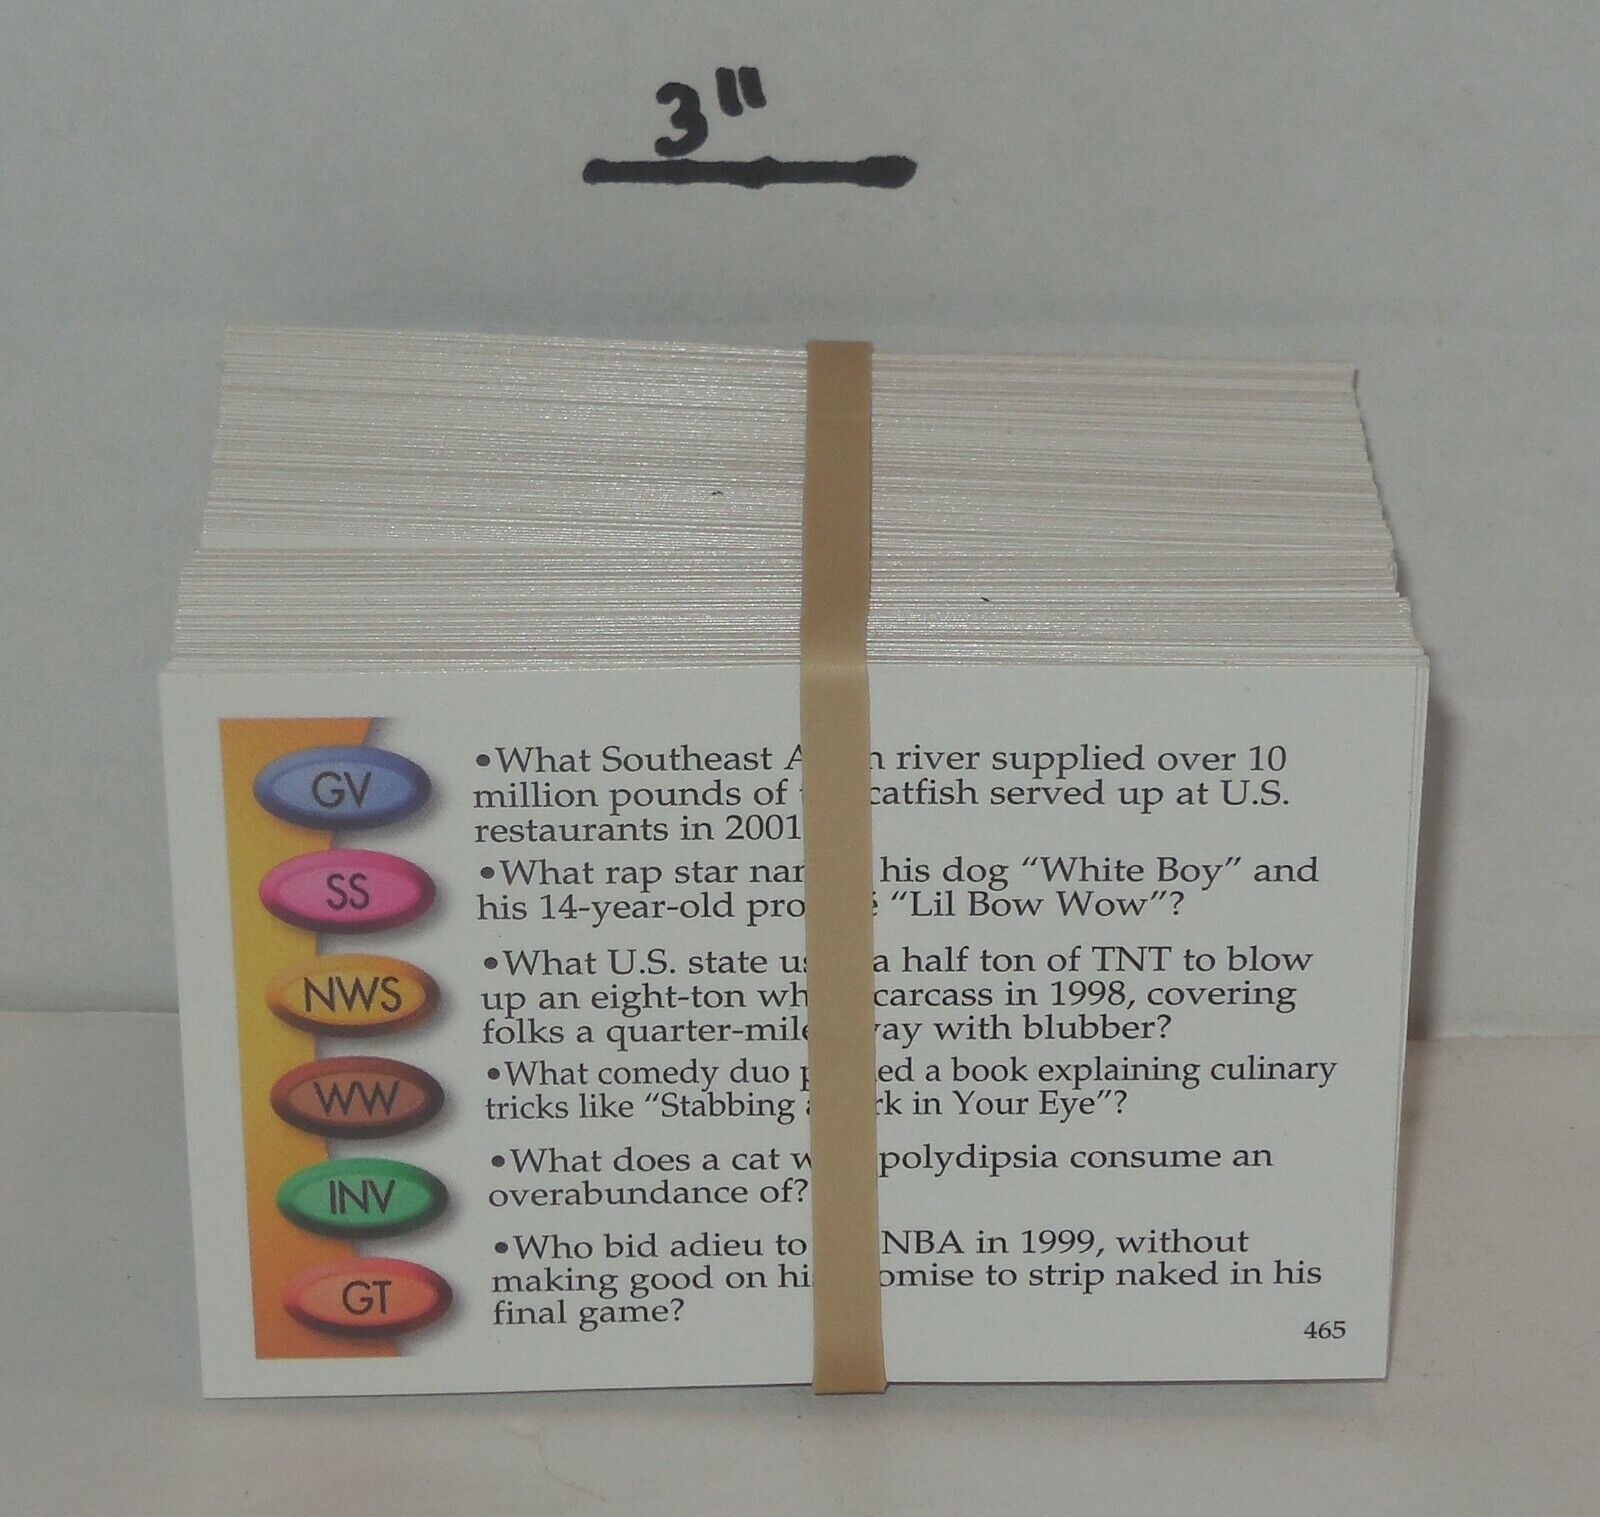 3"
GV
•What Southeast A n river supplied over 10
million pounds of catfish served up at U.S.
restaurants in 2001
SS
•What rap star nam his dog “White Boy” and
his 14-year-old pro é “Lil Bow Wow”?
NWS
•What U.S. state us a half ton of TNT to blow
up an eight-ton wh carcass in 1998, covering
folks a quarter-mile way with blubber?
WW
•What comedy duo p ed a book explaining culinary
tricks like “Stabbing a rk in Your Eye”?
INV
•What does a cat w polydipsia consume an
overabundance of?
GT
•Who bid adieu to NBA in 1999, without
making good on his omise to strip naked in his
final game?
465